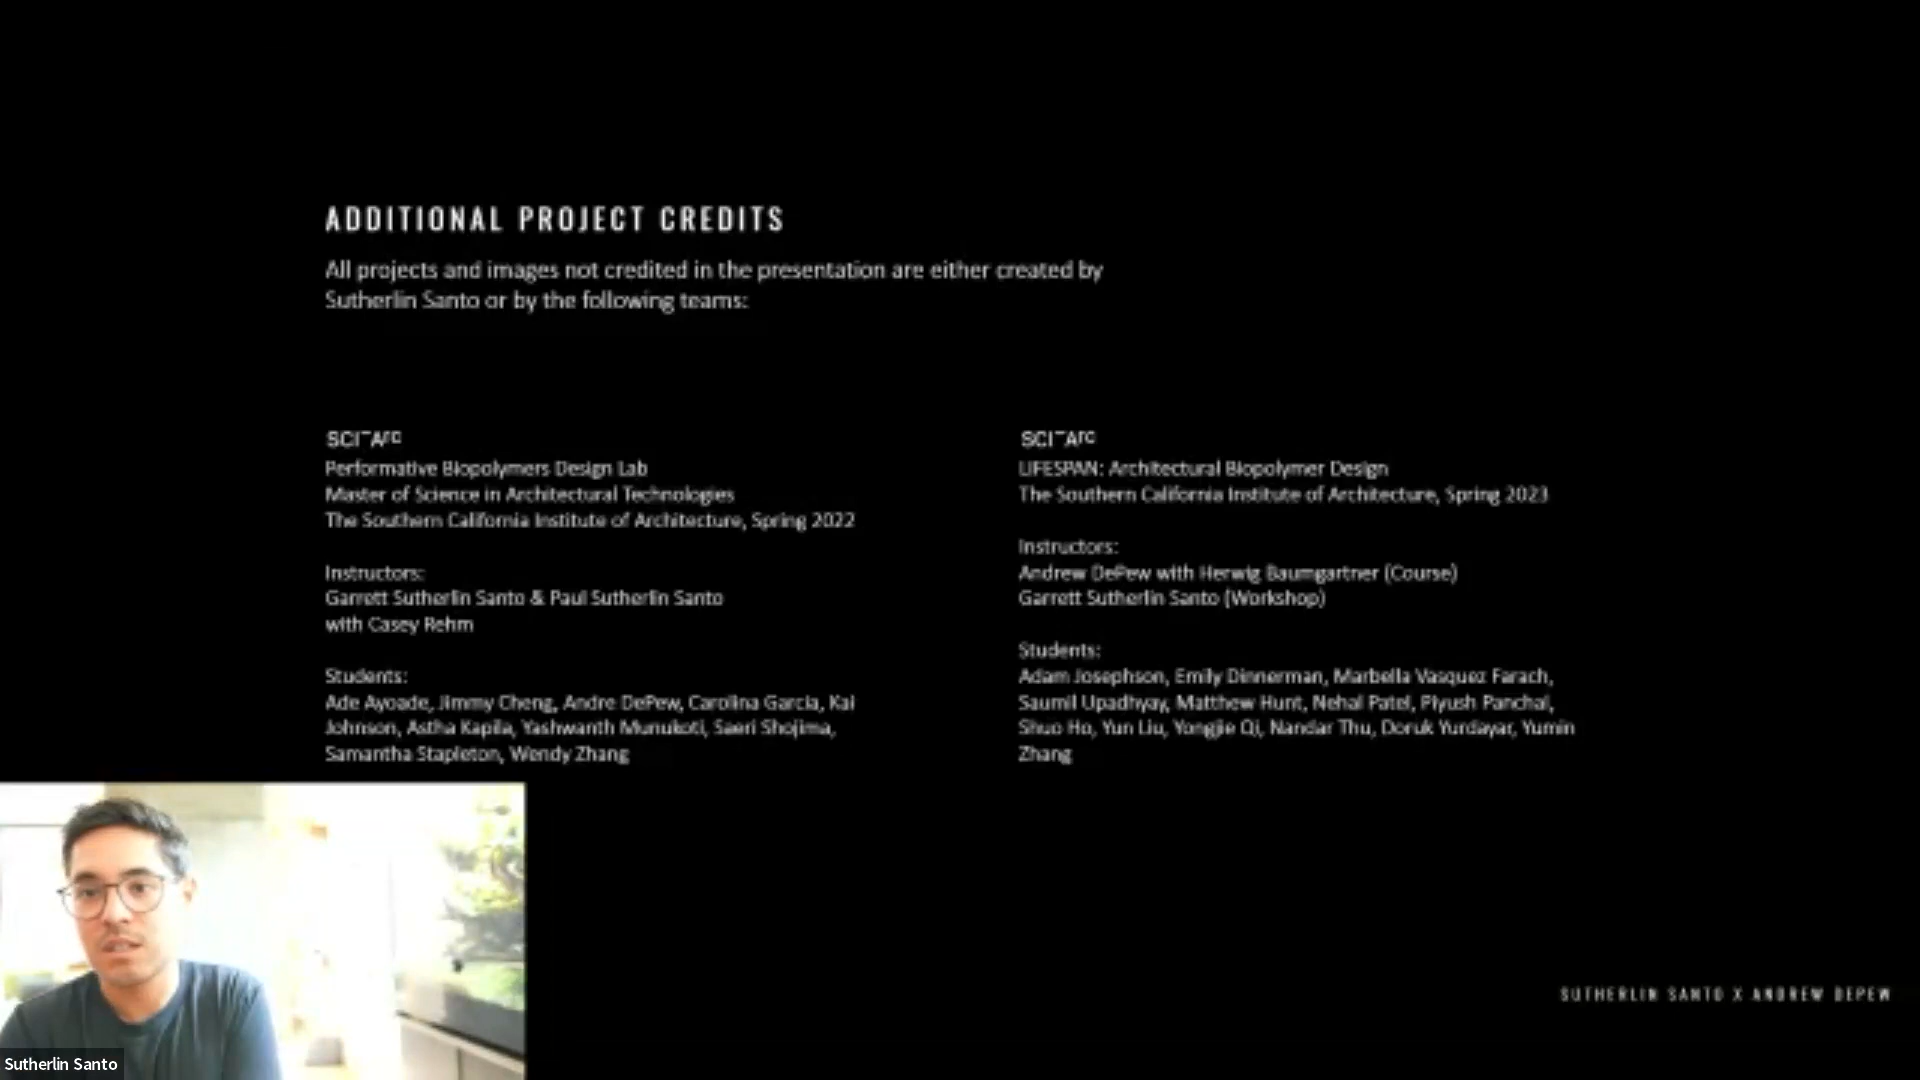 ADDITIONAL PROJECT CREDITS
All projects and images not credited in the presentation are either created by
Sutherlin Santo or by the following teams:
SCI-Arc
Performative Biopolymers Design Lab
Master of Science in Architectural Technologies
The Southern California Institute of Architecture, Spring 2022
Instructors:
Garrett Sutherlin Santo & Paul Sutherlin Santo
with Casey Rehm
Students:
Ade Ayoade, Jimmy Cheng, Andre DePew, Carolina Garcia, Kai
Johnson, Astha Kapila, Yashwanth Munukoti, Saeri Shojima,
Samantha Stapleton, Wendy Zhang
SCI-Arc
LIFESPAN: Architectural Biopolymer Design
The Southern California Institute of Architecture, Spring 2023
Instructors:
Andrew DePew with Herwig Baumgartner (Course)
Garrett Sutherlin Santo (Workshop)
Students:
Adam Josephson, Emily Dinnerman, Marbella Vasquez Farach,
Saumil Upadhyay, Matthew Hunt, Nehal Patel, Piyush Panchal,
Shuo Ho, Yun Liu, Yongjie Qi, Nandar Thu, Doruk Yurdayar, Yumin
Zhang
SUTHERLIN SANTO X ANDREW DEPEW
Sutherlin Santo